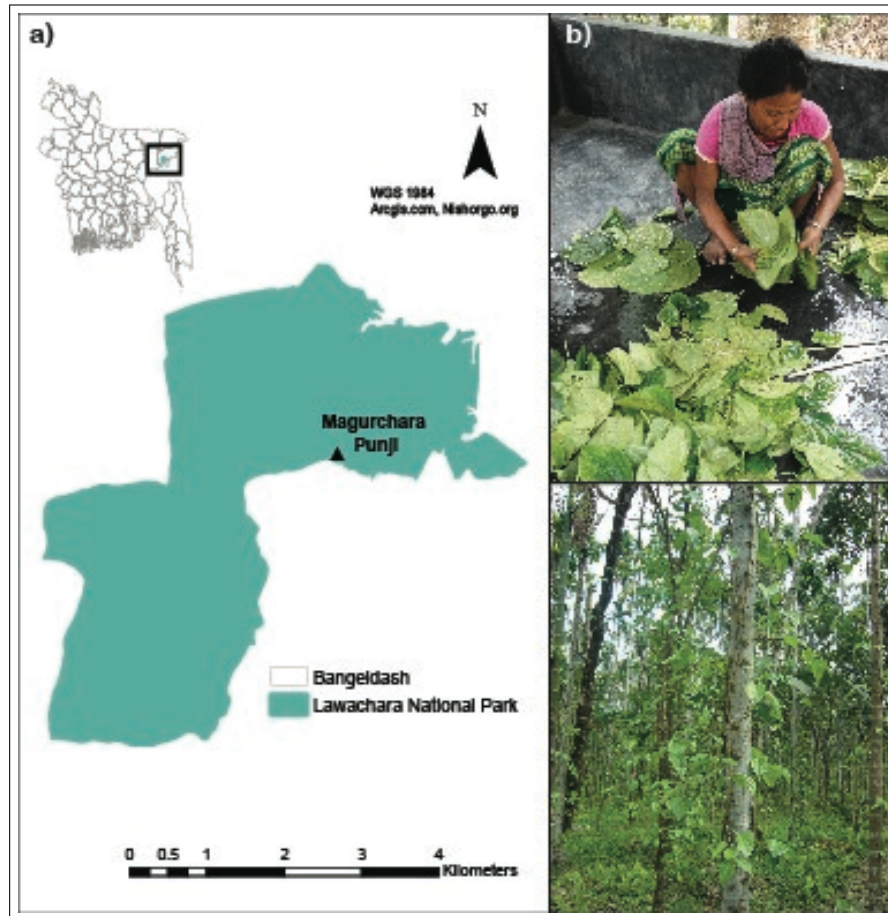 a)
b)
N
WGS 1984
Arcgis.com, Nishorgo.org
Magurchara
Punji
Bangeldash
Lawachara National Park
0 0.5 1 2 3 4
Kilometers